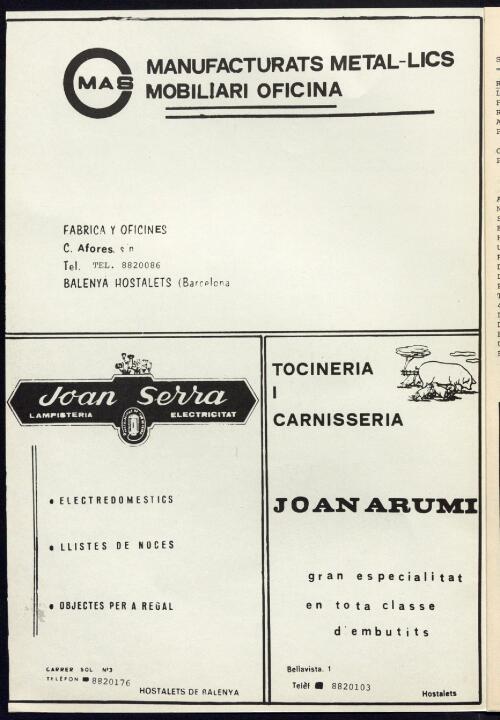 MAS
MANUFACTURATS METAL-LICS
MOBILIARI OFICINA
FABRICA Y OFICINES
C. Afores. s n
Tel. TEL. 8820086
BALENYA HOSTALETS (Barcelona
Joan Serra
LAMPISTERIA ELECTRICITAT
• ELECTREDOMESTICS
• LLISTES DE NOCES
• OBJECTES PER A REGAL
CARRER SOL Nº3
TELÈFON 8820176
HOSTALETS DE BALENYA
TOCINERIA
I
CARNISSERIA
JOAN ARUMI
gran especialitat
en tota classe
d'embutits
Bellavista. 1
Telèf 8820103
Hostalets